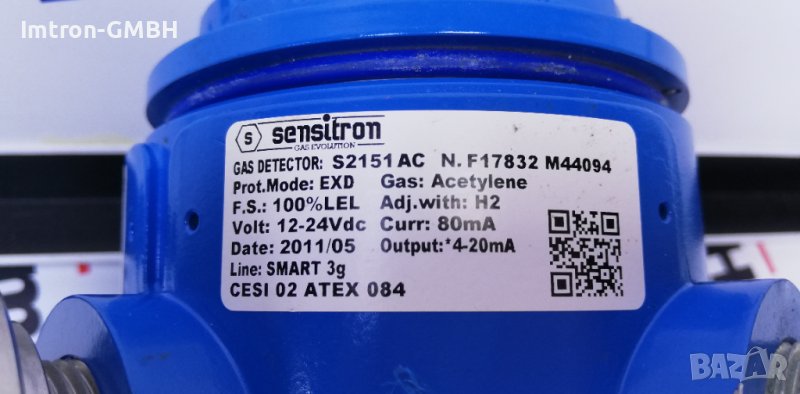 Imtron-GMBH
S sensitron
GAS EVOLUTION
GAS DETECTOR: S2151AC N. F17832 M44094
Prot.Mode: EXD Gas: Acetylene
F.S.: 100%LEL Adj.with: H2
Volt: 12-24Vdc Curr: 80mA
Date: 2011/05 Output:*4-20mA
Line: SMART 3g
CESI 02 ATEX 084
BAZAR